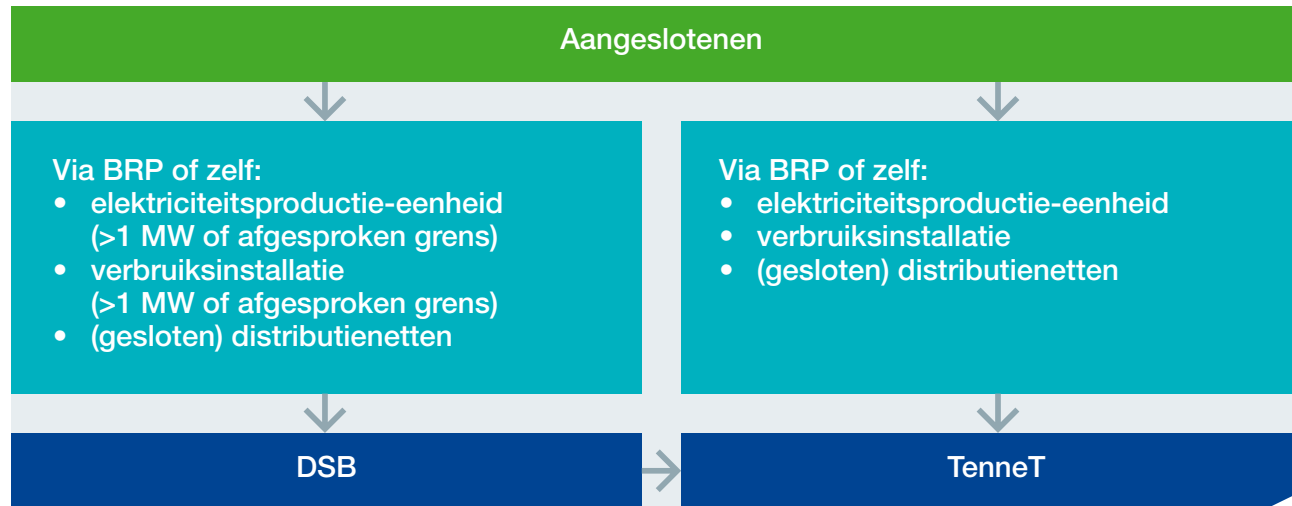 Aangeslotenen
Via BRP of zelf:
• elektriciteitsproductie-eenheid
(>1 MW of afgesproken grens)
• verbruiksinstallatie
(>1 MW of afgesproken grens)
• (gesloten) distributienetten
Via BRP of zelf:
• elektriciteitsproductie-eenheid
• verbruiksinstallatie
• (gesloten) distributienetten
DSB
TenneT